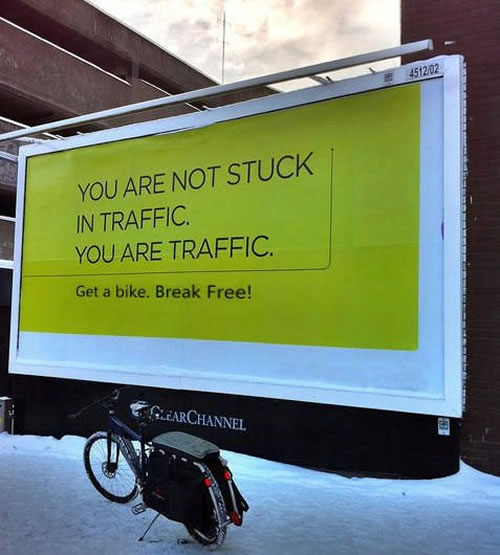 4512/02
YOU ARE NOT STUCK
IN TRAFFIC.
YOU ARE TRAFFIC.
Get a bike. Break Free!
CLEARCHANNEL